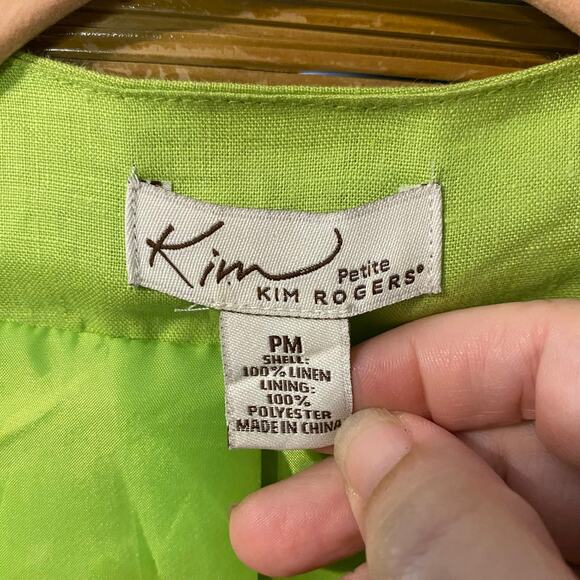 Kim
Petite
KIM ROGERS®
PM
SHELL:
100% LINEN
LINING:
100%
POLYESTER
MADE IN CHINA